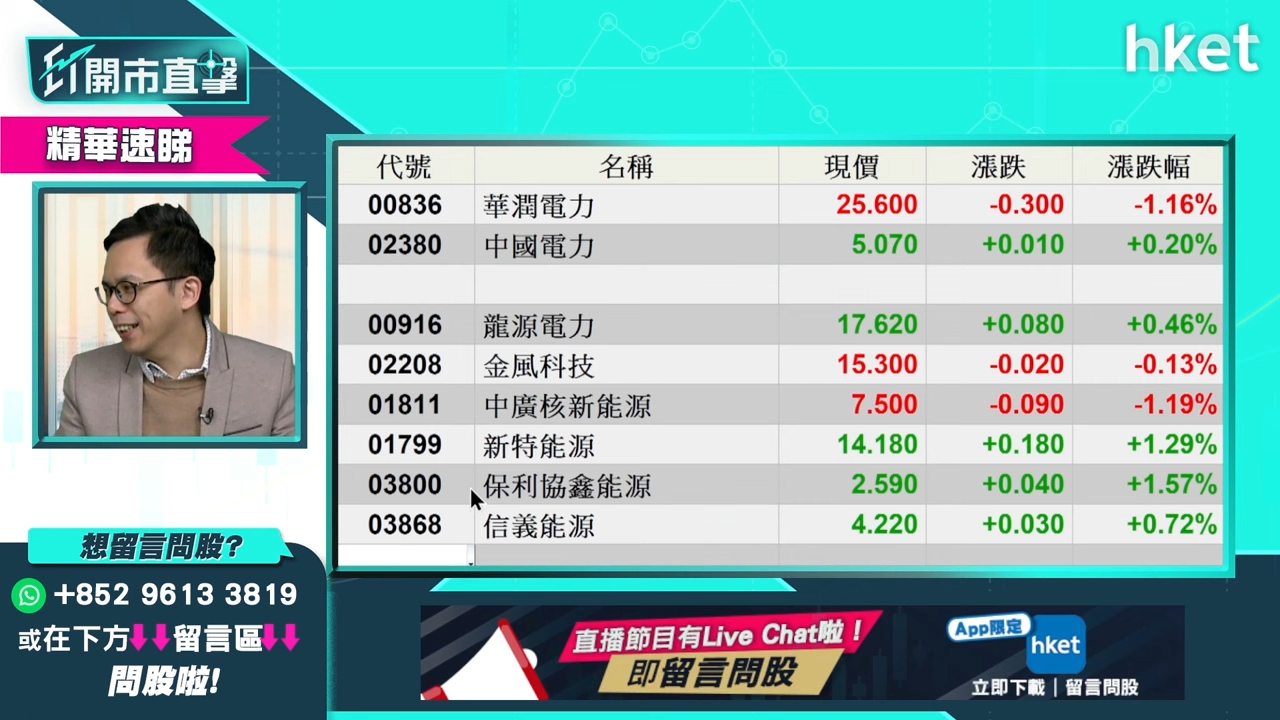 ET開市直擊
hket
精華速睇
代號 名稱 現價 漲跌 漲跌幅
00836 華潤電力 25.600 -0.300 -1.16%
02380 中國電力 5.070 +0.010 +0.20%
00916 龍源電力 17.620 +0.080 +0.46%
02208 金風科技 15.300 -0.020 -0.13%
01811 中廣核新能源 7.500 -0.090 -1.19%
01799 新特能源 14.180 +0.180 +1.29%
03800 保利協鑫能源 2.590 +0.040 +1.57%
03868 信義能源 4.220 +0.030 +0.72%
想留言問股?
+852 9613 3819
或在下方留言區
問股啦!
直播節目有Live Chat啦！
即留言問股
App限定
hket
立即下載｜留言問股